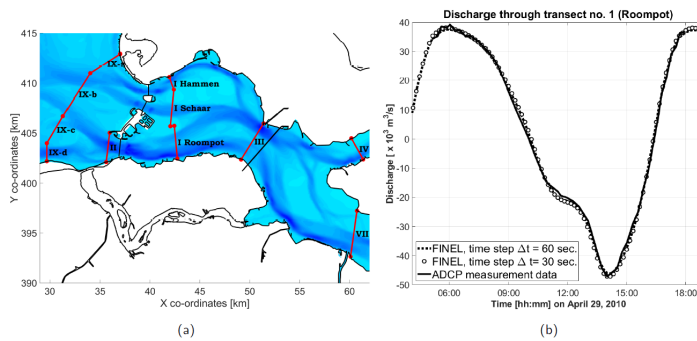 415
410
406
402
395
390
30
35
40
45
50
55
60
X co-ordinates [km]
Y co-ordinates [km]
IX-a
IX-b
IX-c
IX-d
II
I Hammen
I Schaar
I Roompot
III
IV
VII
(a)
Discharge through transect no. 1 (Roompot)
40
30
20
10
0
-10
-20
-30
-40
-50
Discharge [ x 10³ m³/s]
FINEL, time step Δt = 60 sec.
FINEL, time step Δ t= 30 sec.
ADCP measurement data
06:00
09:00
12:00
15:00
18:00
Time [hh:mm] on April 29, 2010
(b)